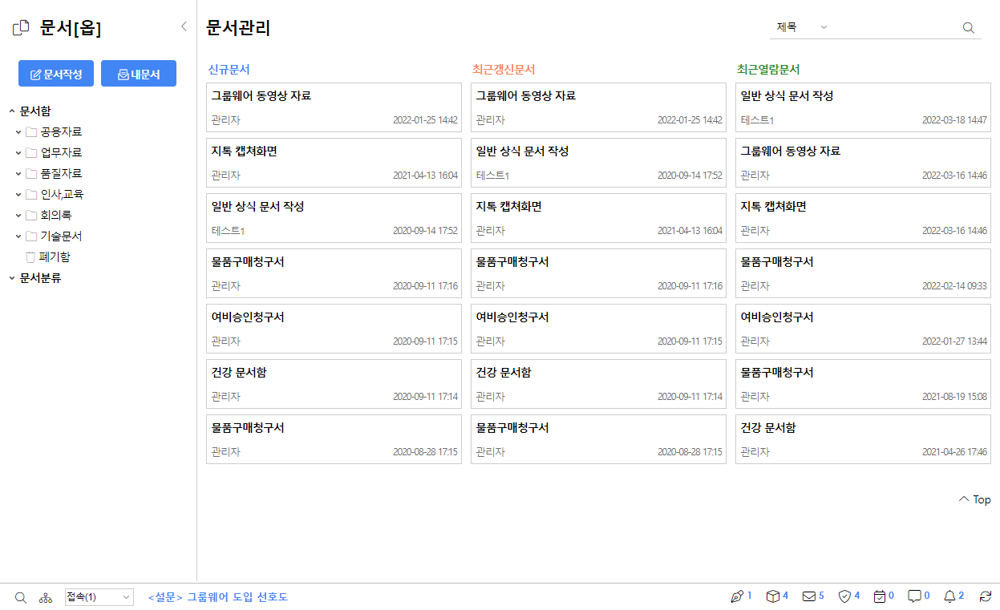 문서[옵]
문서작성 내문서
문서함
공용자료
업무자료
품질자료
인사,교육
회의록
기술문서
폐기함
문서분류
문서관리
제목
신규문서
그룹웨어 동영상 자료
관리자 2022-01-25 14:42
지톡 캡처화면
관리자 2021-04-13 16:04
일반 상식 문서 작성
테스트1 2020-09-14 17:52
물품구매청구서
관리자 2020-09-11 17:16
여비승인청구서
관리자 2020-09-11 17:15
건강 문서함
관리자 2020-09-11 17:14
물품구매청구서
관리자 2020-08-28 17:15
최근갱신문서
그룹웨어 동영상 자료
관리자 2022-01-25 14:42
일반 상식 문서 작성
테스트1 2020-09-14 17:52
지톡 캡처화면
관리자 2021-04-13 16:04
물품구매청구서
관리자 2020-09-11 17:16
여비승인청구서
관리자 2020-09-11 17:15
건강 문서함
관리자 2020-09-11 17:14
물품구매청구서
관리자 2020-08-28 17:15
최근열람문서
일반 상식 문서 작성
테스트1 2022-03-18 14:47
그룹웨어 동영상 자료
관리자 2022-03-16 14:46
지톡 캡처화면
관리자 2022-03-16 14:46
물품구매청구서
관리자 2022-02-14 09:33
여비승인청구서
관리자 2022-01-27 13:44
물품구매청구서
관리자 2021-08-19 15:08
건강 문서함
관리자 2021-04-26 17:46
Top
접속(1) <설문> 그룹웨어 도입 선호도 1 4 5 4 0 0 2